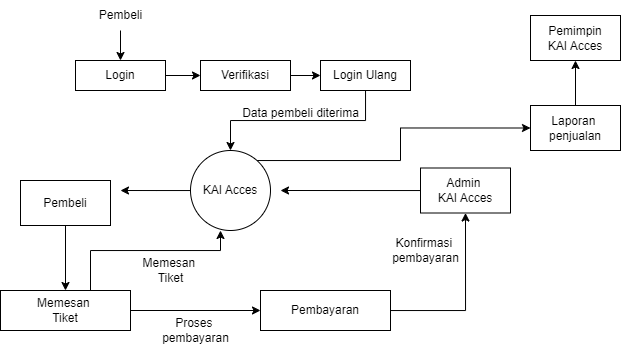 Pembeli
Pemimpin
KAI Acces
Login
Verifikasi
Login Ulang
Data pembeli diterima
Laporan
penjualan
KAI Acces
Admin
KAI Acces
Pembeli
Konfirmasi
pembayaran
Memesan
Tiket
Memesan
Tiket
Pembayaran
Proses
pembayaran